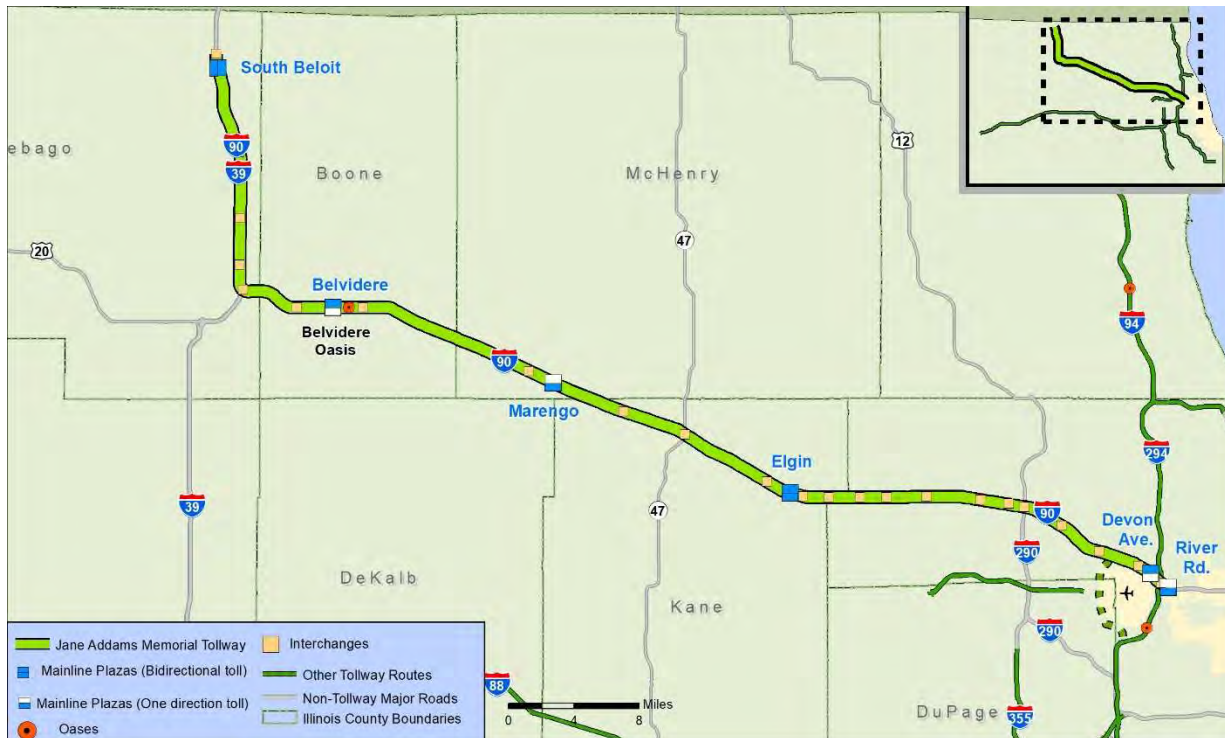 South Beloit
90
39
ebago
Boone
McHenry
12
47
20
94
Belvidere
Belvidere
Oasis
90
Marengo
Elgin
294
39
47
90
Devon
Ave.
River
Rd.
290
DeKalb
Kane
290
Jane Addams Memorial Tollway
Interchanges
Mainline Plazas (Bidirectional toll)
Other Tollway Routes
Mainline Plazas (One direction toll)
Non-Tollway Major Roads
Oases
Illinois County Boundaries
88
0 4 8 Miles
DuPage
355